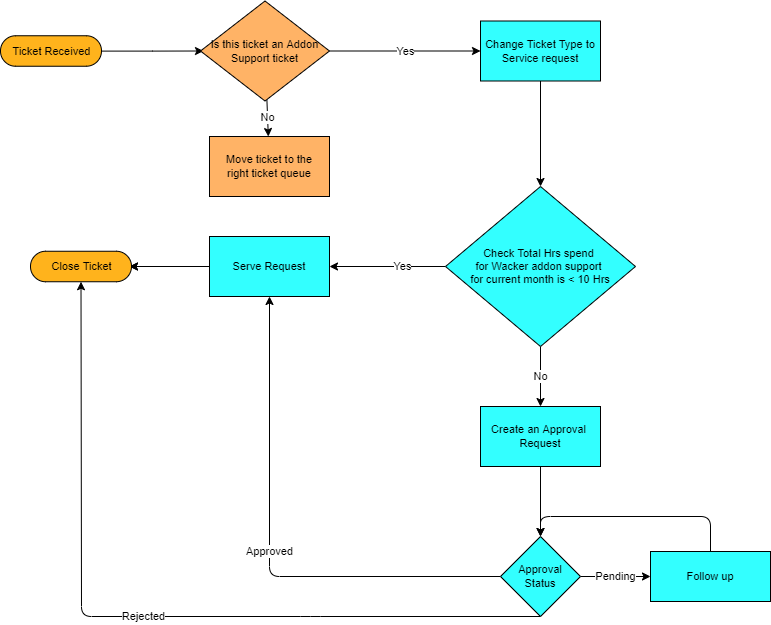 Ticket Received
Is this ticket an Addon
Support ticket
Yes
Change Ticket Type to
Service request
No
Move ticket to the
right ticket queue
Check Total Hrs spend
for Wacker addon support
for current month is < 10 Hrs
Yes
Serve Request
Close Ticket
No
Create an Approval
Request
Approved
Approval
Status
Pending
Follow up
Rejected